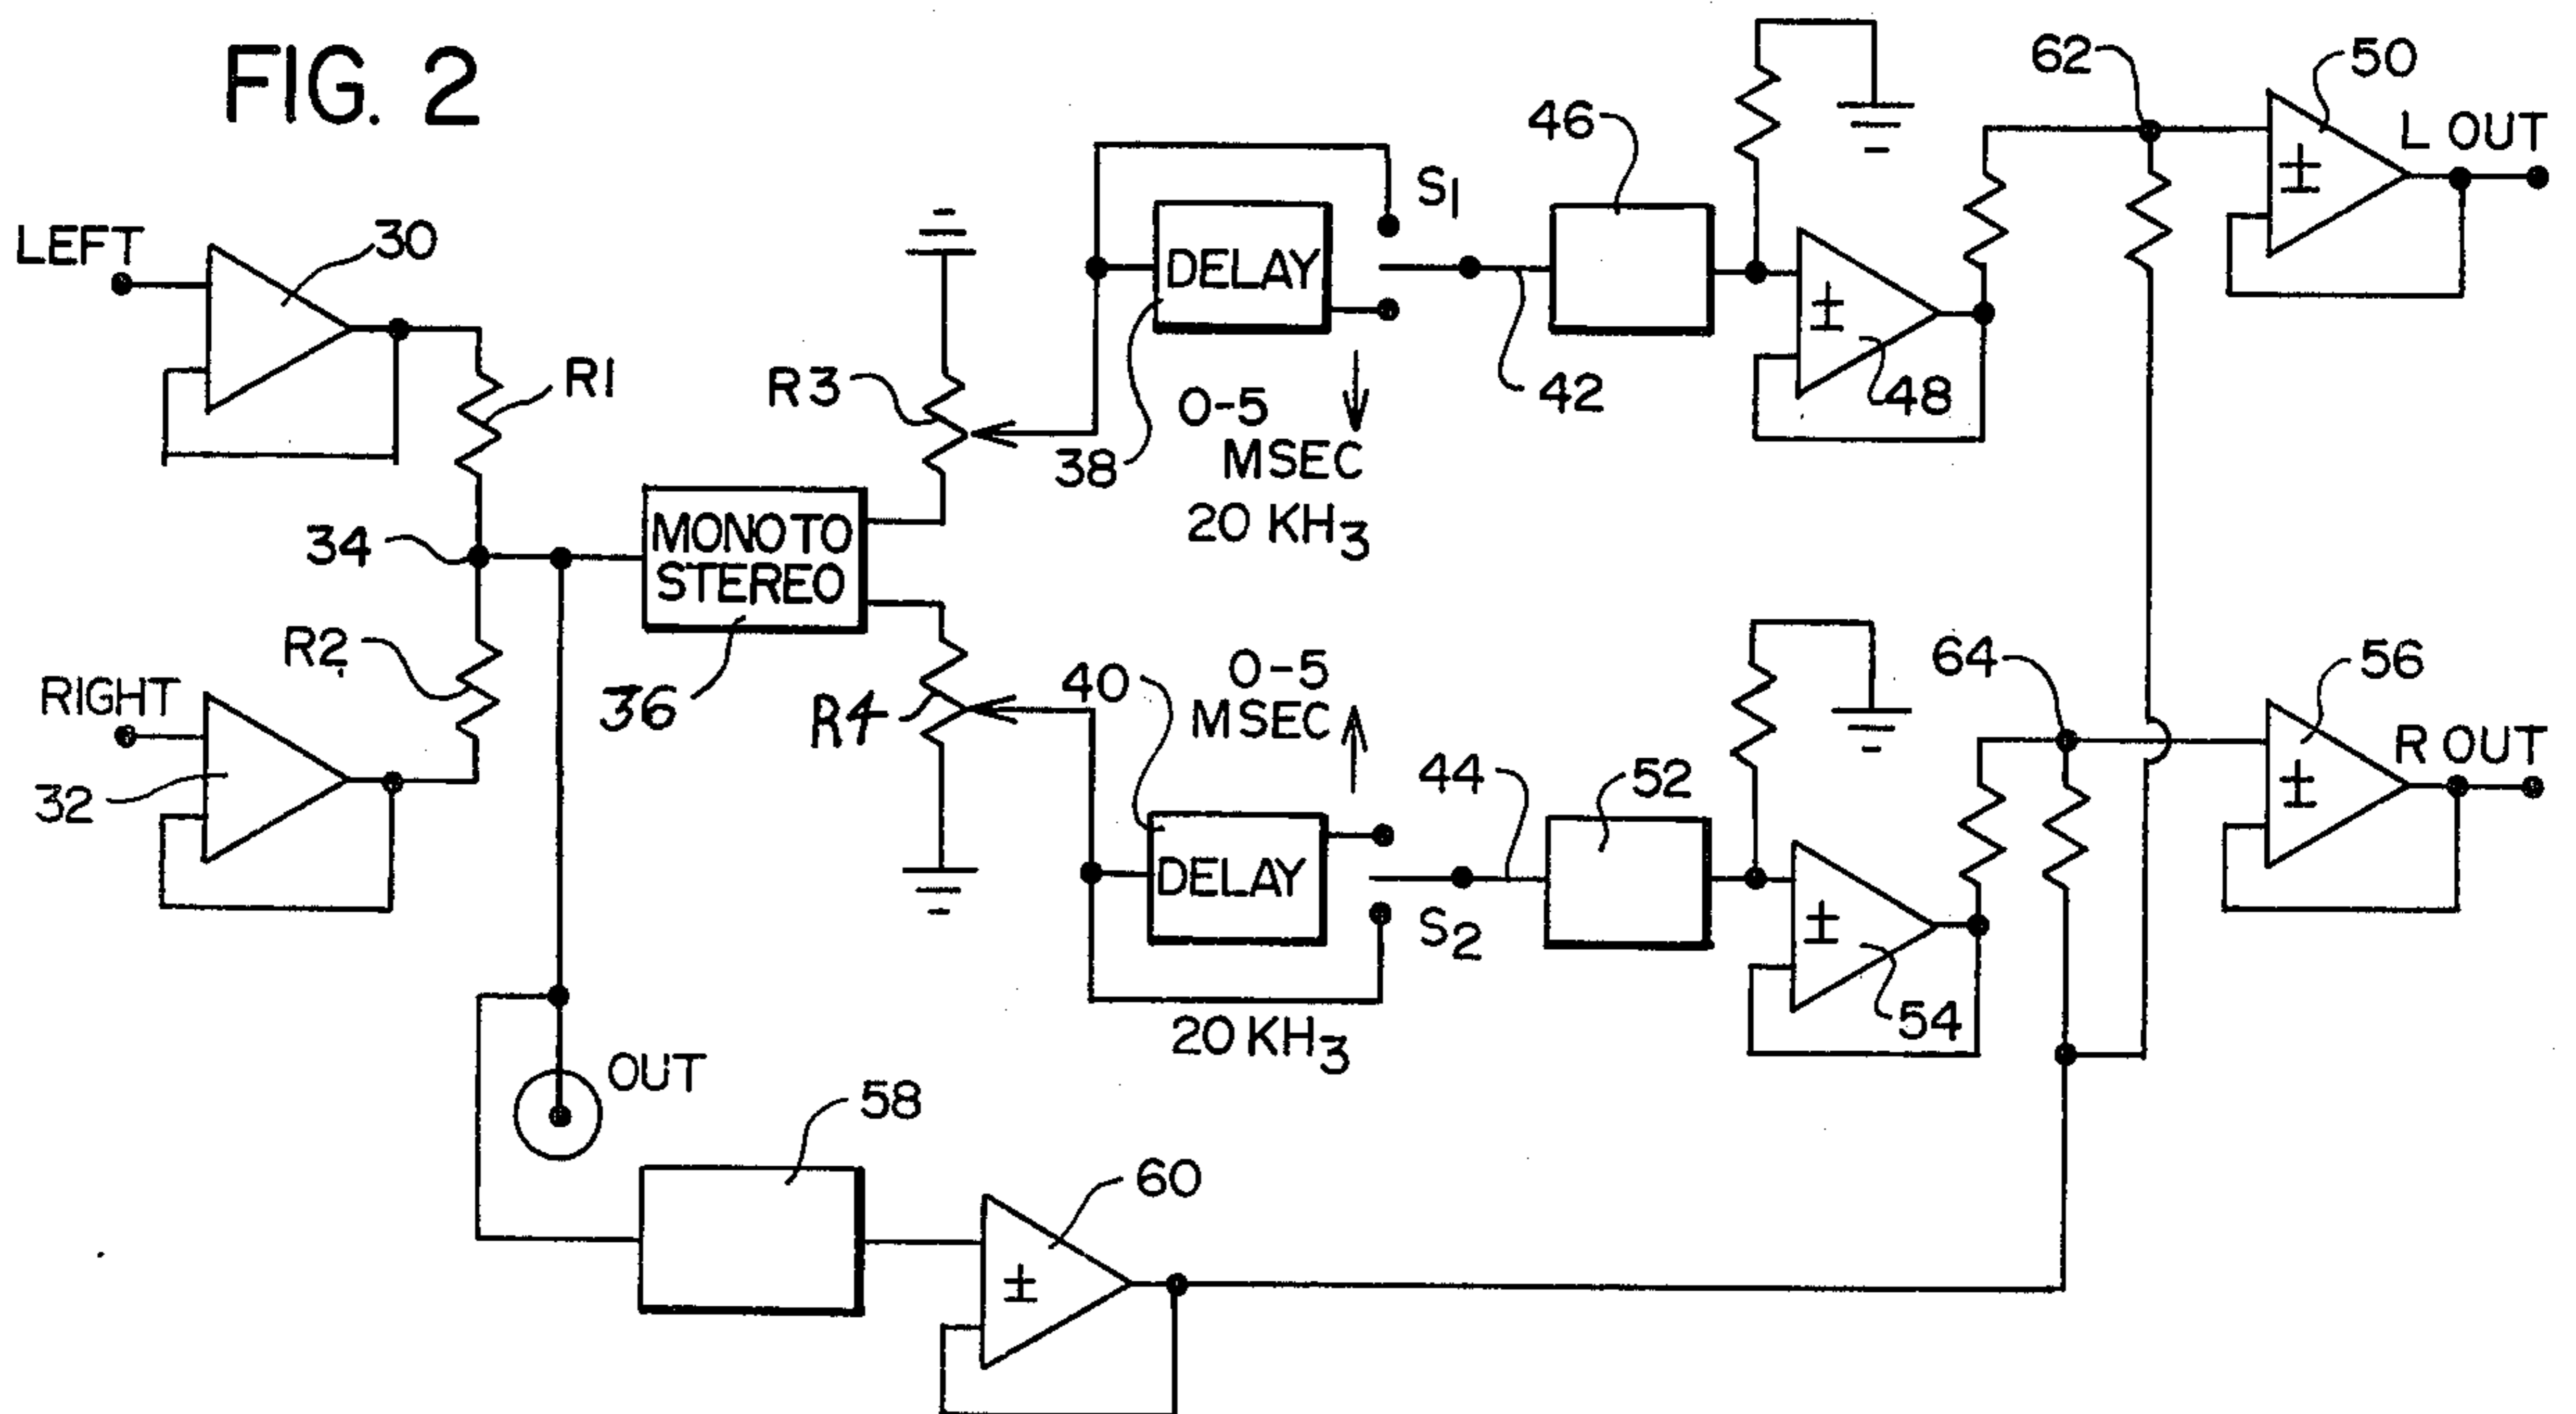 FIG. 2
62
50
L OUT
46
S1
LEFT
30
DELAY
±
±
R1
R3
38
0-5
MSEC
20 KH3
42
48
34
MONO TO
STEREO
R2
36
R4
40
0-5
MSEC
64
56
RIGHT
32
44
52
±
R OUT
DELAY
S2
±
54
20 KH3
OUT
58
60
±